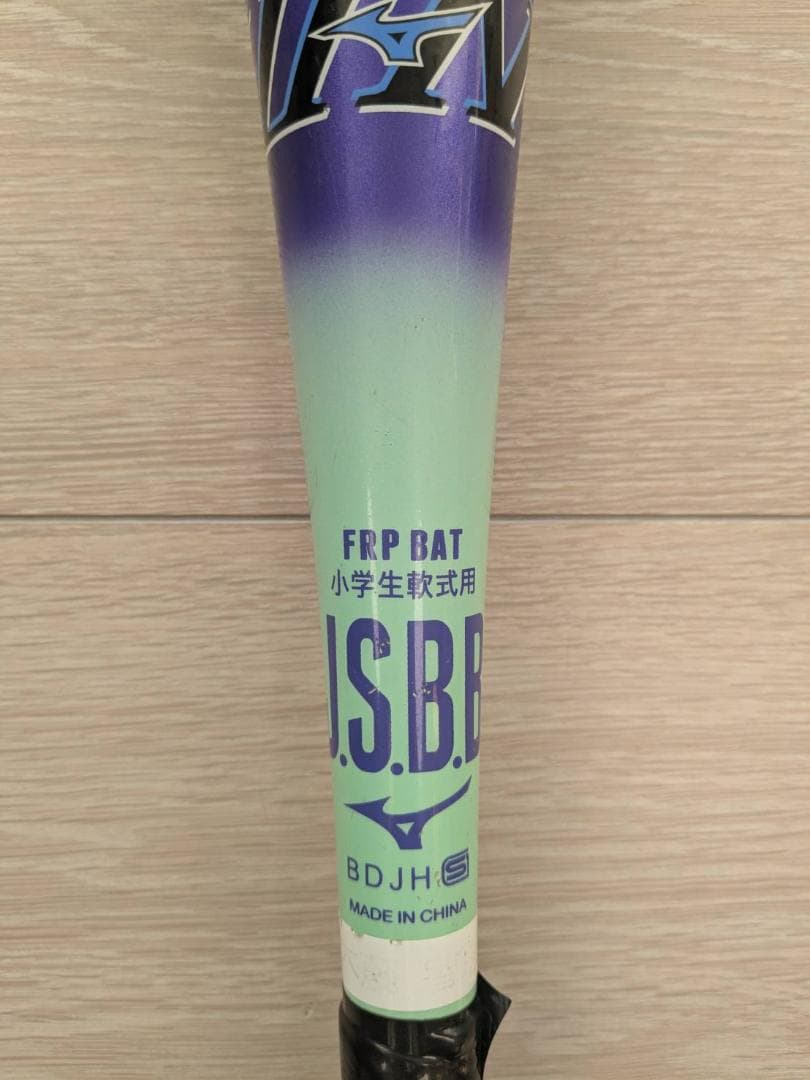 FRP BAT
小学生軟式用
J.S.B.B
BDJH S
MADE IN CHINA